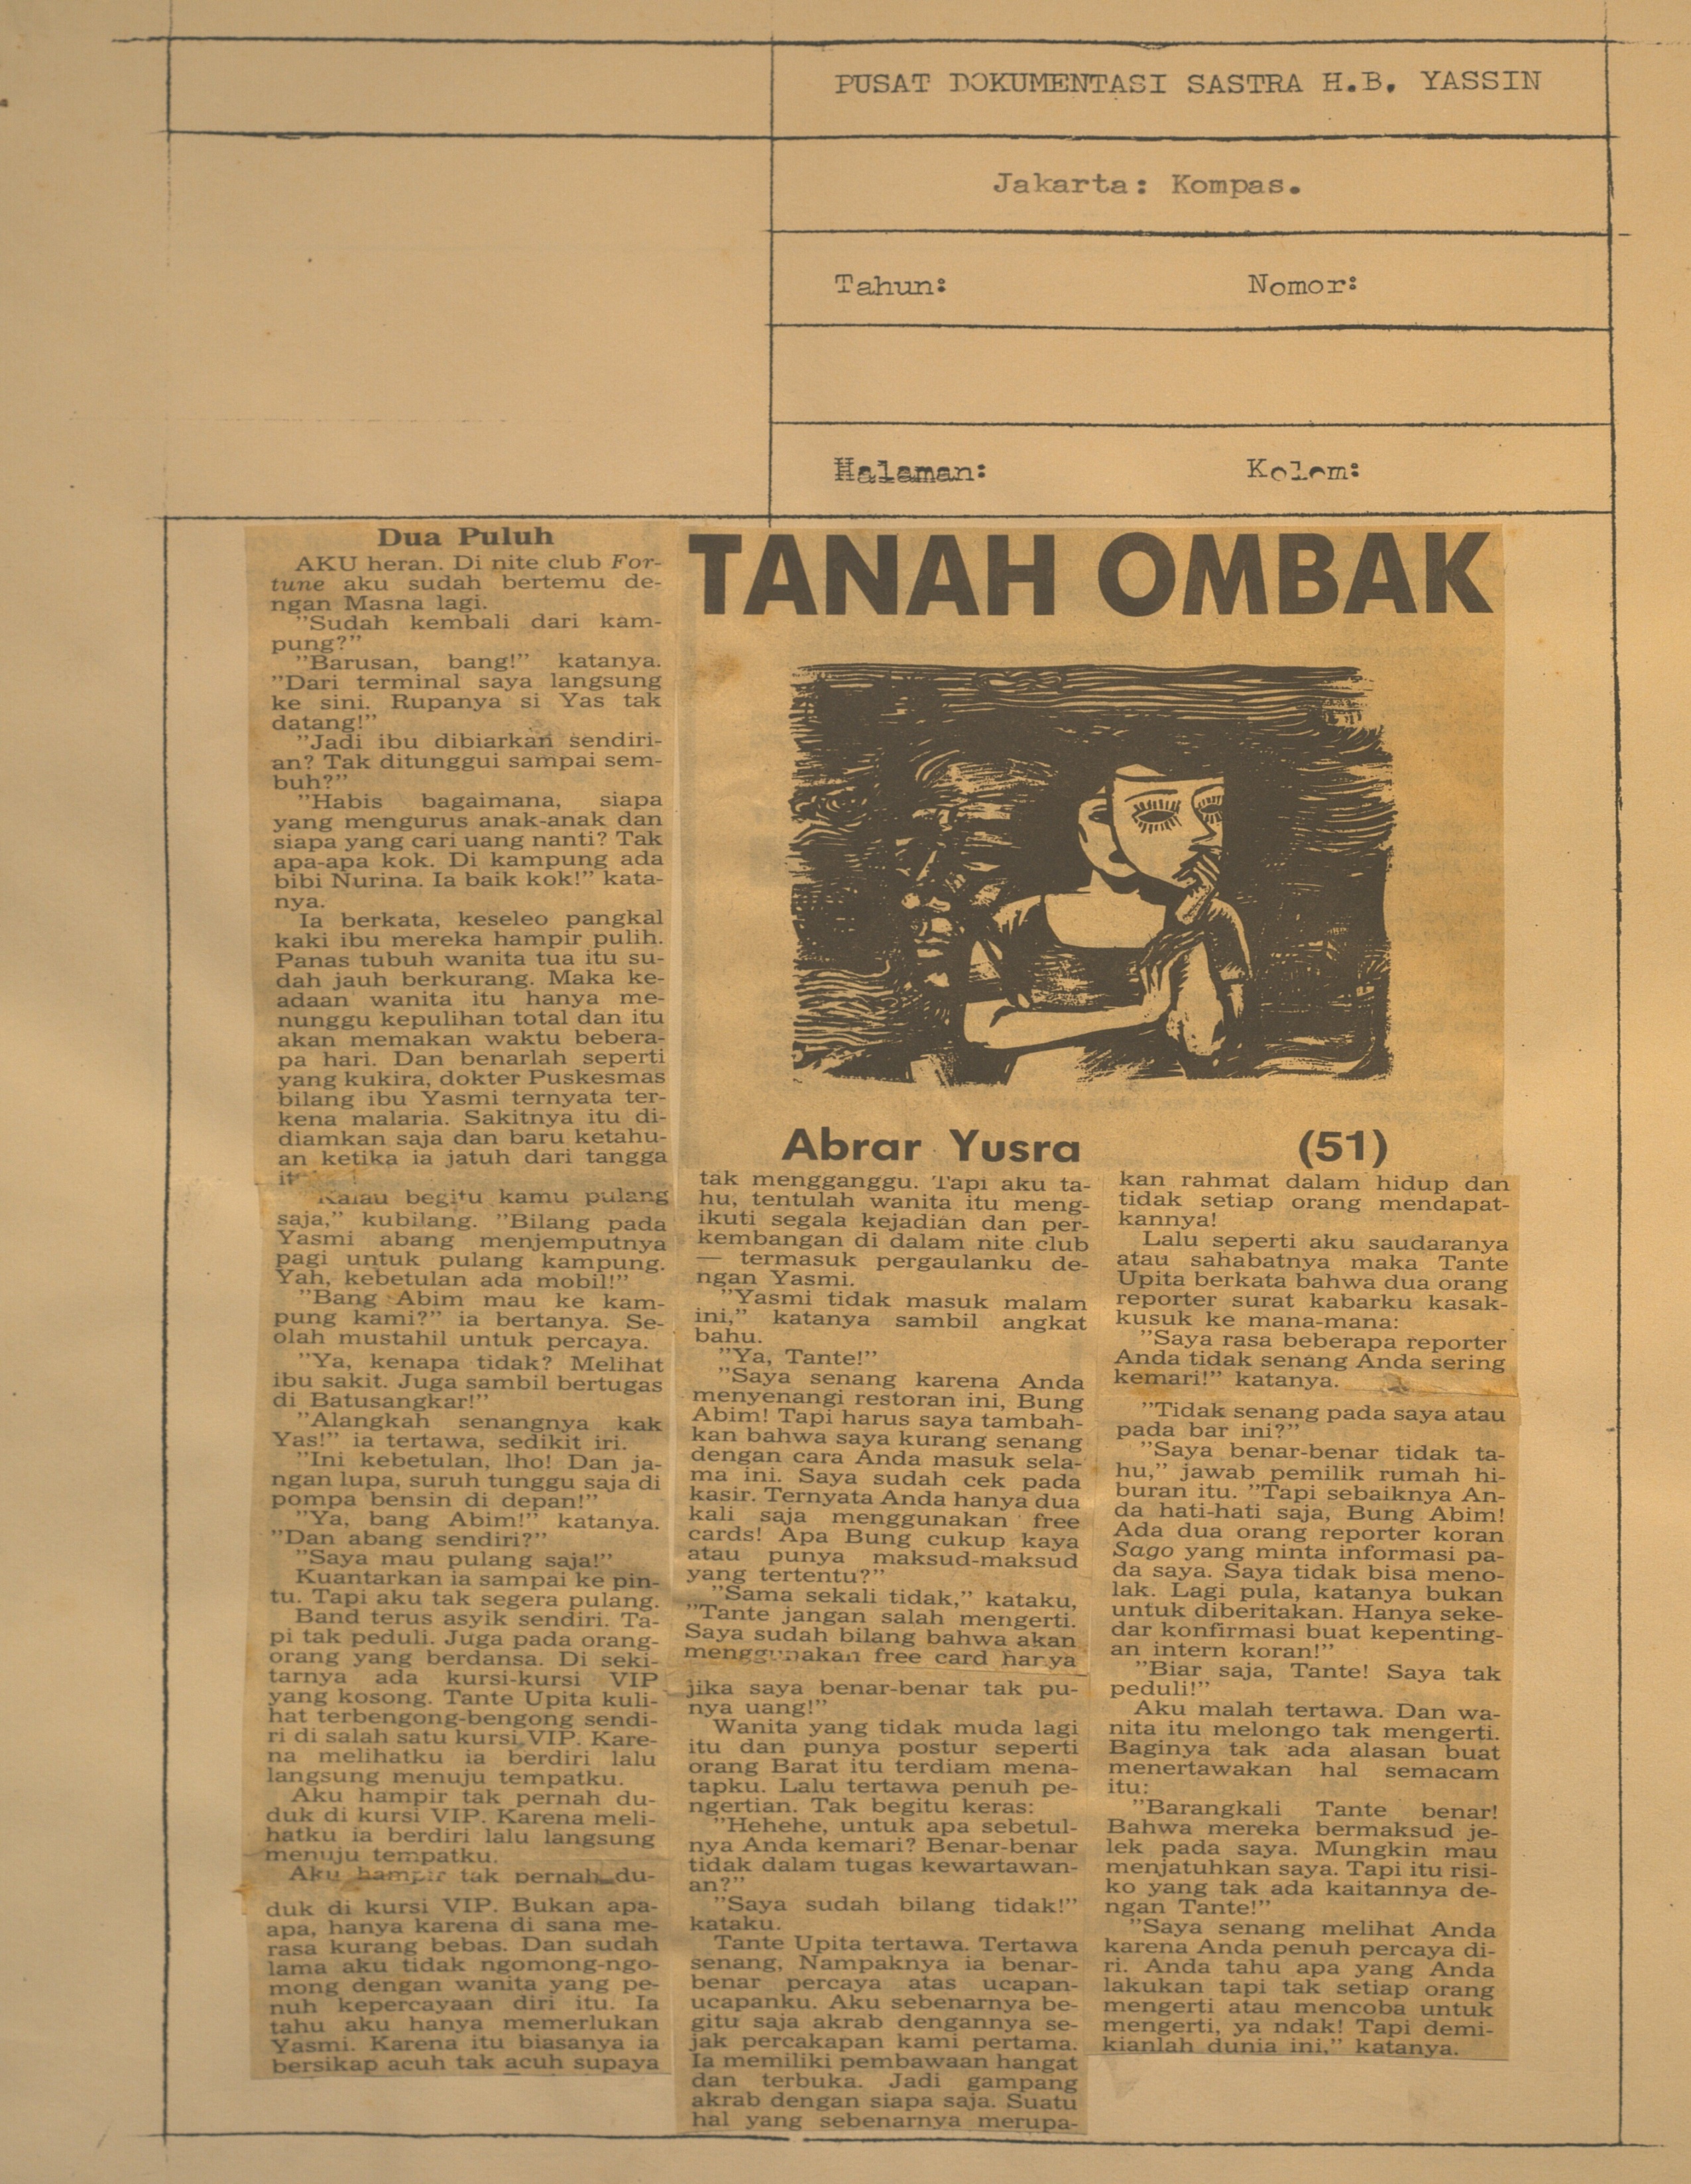 PUSAT DOKUMENTASI SASTRA H.B. YASSIN
Jakarta: Kompas.
Tahun: Nomor:
Halaman: Kolom:
TANAH OMBAK
Abrar Yusra (51)
Dua Puluh
AKU heran. Di nite club For-
tune aku sudah bertemu de-
ngan Masna lagi.
”Sudah kembali dari kam-
pung?”
”Barusan, bang!” katanya.
”Dari terminal saya langsung
ke sini. Rupanya si Yas tak
datang!”
”Jadi ibu dibiarkan sendiri-
an? Tak ditunggui sampai sem-
buh?”
”Habis bagaimana, siapa
yang mengurus anak-anak dan
siapa yang cari uang nanti? Tak
apa-apa kok. Di kampung ada
bibi Nurina. Ia baik kok!” kata-
nya.
Ia berkata, keseleo pangkal
kaki ibu mereka hampir pulih.
Panas tubuh wanita tua itu su-
dah jauh berkurang. Maka ke-
adaan wanita itu hanya me-
nunggu kepulihan total dan itu
akan memakan waktu bebera-
pa hari. Dan benarlah seperti
yang kukira, dokter Puskesmas
bilang ibu Yasmi ternyata ter-
kena malaria. Sakitnya itu di-
diamkan saja dan baru ketahu-
an ketika ia jatuh dari tangga
”Kalau begitu kamu pulang
saja,” kubilang. ”Bilang pada
Yasmi abang menjemputnya
pagi untuk pulang kampung.
Yah, kebetulan ada mobil!”
”Bang Abim mau ke kam-
pung kami?” ia bertanya. Se-
olah mustahil untuk percaya.
”Ya, kenapa tidak? Melihat
ibu sakit. Juga sambil bertugas
di Batusangkar!”
”Alangkah senangnya kak
Yas!” ia tertawa, sedikit iri.
”Ini kebetulan, lho! Dan ja-
ngan lupa, suruh tunggu saja di
pompa bensin di depan!”
”Ya, bang Abim!” katanya.
”Dan abang sendiri?”
”Saya mau pulang saja!”
Kuantarkan ia sampai ke pin-
tu. Tapi aku tak segera pulang.
Band terus asyik sendiri. Ta-
pi tak peduli. Juga pada orang-
orang yang berdansa. Di seki-
tarnya ada kursi-kursi VIP
yang kosong. Tante Upita kuli-
hat terbengong-bengong sendi-
ri di salah satu kursi VIP. Kare-
na melihatku ia berdiri lalu
langsung menuju tempatku.
Aku hampir tak pernah du-
duk di kursi VIP. Karena meli-
hatku ia berdiri lalu langsung
menuju tempatku.
Aku hampir tak pernah du-
duk di kursi VIP. Bukan apa-
apa, hanya karena di sana me-
rasa kurang bebas. Dan sudah
lama aku tidak ngomong-ngo-
mong dengan wanita yang pe-
nuh kepercayaan diri itu. Ia
tahu aku hanya memerlukan
Yasmi. Karena itu biasanya ia
bersikap acuh tak acuh supaya
tak mengganggu. Tapi aku ta-
hu, tentulah wanita itu meng-
ikuti segala kejadian dan per-
kembangan di dalam nite club
— termasuk pergaulanku de-
ngan Yasmi.
”Yasmi tidak masuk malam
ini,” katanya sambil angkat
bahu.
”Ya, Tante!”
”Saya senang karena Anda
menyenangi restoran ini, Bung
Abim! Tapi harus saya tambah-
kan bahwa saya kurang senang
dengan cara Anda masuk sela-
ma ini. Saya sudah cek pada
kasir. Ternyata Anda hanya dua
kali saja menggunakan free
cards! Apa Bung cukup kaya
atau punya maksud-maksud
yang tertentu?”
”Sama sekali tidak,” kataku,
”Tante jangan salah mengerti.
Saya sudah bilang bahwa akan
menggunakan free card hanya
jika saya benar-benar tak pu-
nya uang!”
Wanita yang tidak muda lagi
itu dan punya postur seperti
orang Barat itu terdiam mena-
tapku. Lalu tertawa penuh pe-
ngertian. Tak begitu keras:
”Hehehe, untuk apa sebetul-
nya Anda kemari? Benar-benar
tidak dalam tugas kewartawan-
an?”
”Saya sudah bilang tidak!”
kataku.
Tante Upita tertawa. Tertawa
senang, Nampaknya ia benar-
benar percaya atas ucapan-
ucapanku. Aku sebenarnya be-
gitu saja akrab dengannya se-
jak percakapan kami pertama.
Ia memiliki pembawaan hangat
dan terbuka. Jadi gampang
akrab dengan siapa saja. Suatu
hal yang sebenarnya merupa-
kan rahmat dalam hidup dan
tidak setiap orang mendapat-
kannya!
Lalu seperti aku saudaranya
atau sahabatnya maka Tante
Upita berkata bahwa dua orang
reporter surat kabarku kasak-
kusuk ke mana-mana:
”Saya rasa beberapa reporter
Anda tidak senang Anda sering
kemari!” katanya.
”Tidak senang pada saya atau
pada bar ini?”
”Saya benar-benar tidak ta-
hu,” jawab pemilik rumah hi-
buran itu. ”Tapi sebaiknya An-
da hati-hati saja, Bung Abim!
Ada dua orang reporter koran
Sago yang minta informasi pa-
da saya. Saya tidak bisa meno-
lak. Lagi pula, katanya bukan
untuk diberitakan. Hanya seke-
dar konfirmasi buat kepenting-
an intern koran!”
”Biar saja, Tante! Saya tak
peduli!”
Aku malah tertawa. Dan wa-
nita itu melongo tak mengerti.
Baginya tak ada alasan buat
menertawakan hal semacam
itu:
”Barangkali Tante benar!
Bahwa mereka bermaksud je-
lek pada saya. Mungkin mau
menjatuhkan saya. Tapi itu risi-
ko yang tak ada kaitannya de-
ngan Tante!”
”Saya senang melihat Anda
karena Anda penuh percaya di-
ri. Anda tahu apa yang Anda
lakukan tapi tak setiap orang
mengerti atau mencoba untuk
mengerti, ya ndak! Tapi demi-
kianlah dunia ini,” katanya.